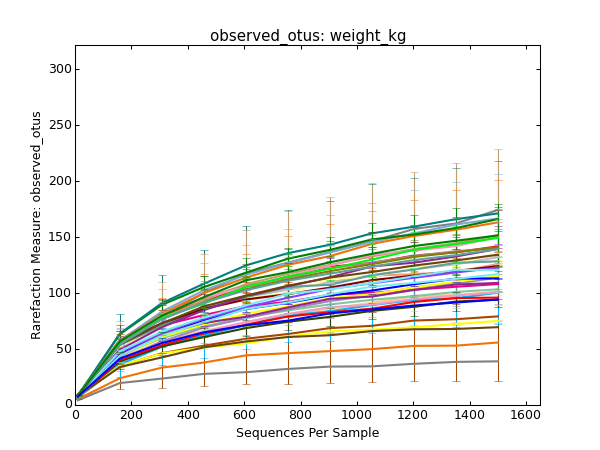 observed_otus: weight_kg
300
250
200
150
100
50
0
Rarefaction Measure: observed_otus
0 200 400 600 800 1000 1200 1400 1600
Sequences Per Sample